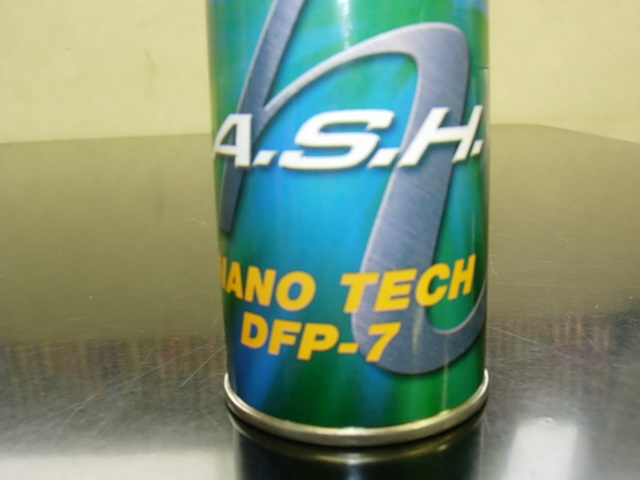 A.S.H.
NANO TECH
DFP-7